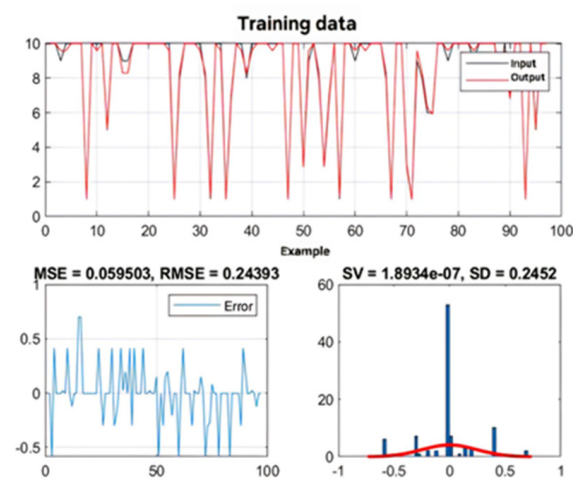 Training data
10
8
6
4
2
0
Input
Output
0 10 20 30 40 50 60 70 80 90 100
Example
MSE = 0.059503, RMSE = 0.24393
1
0.5
0
-0.5
Error
0 50 100
SV = 1.8934e-07, SD = 0.2452
60
40
20
0
-1 -0.5 0 0.5 1